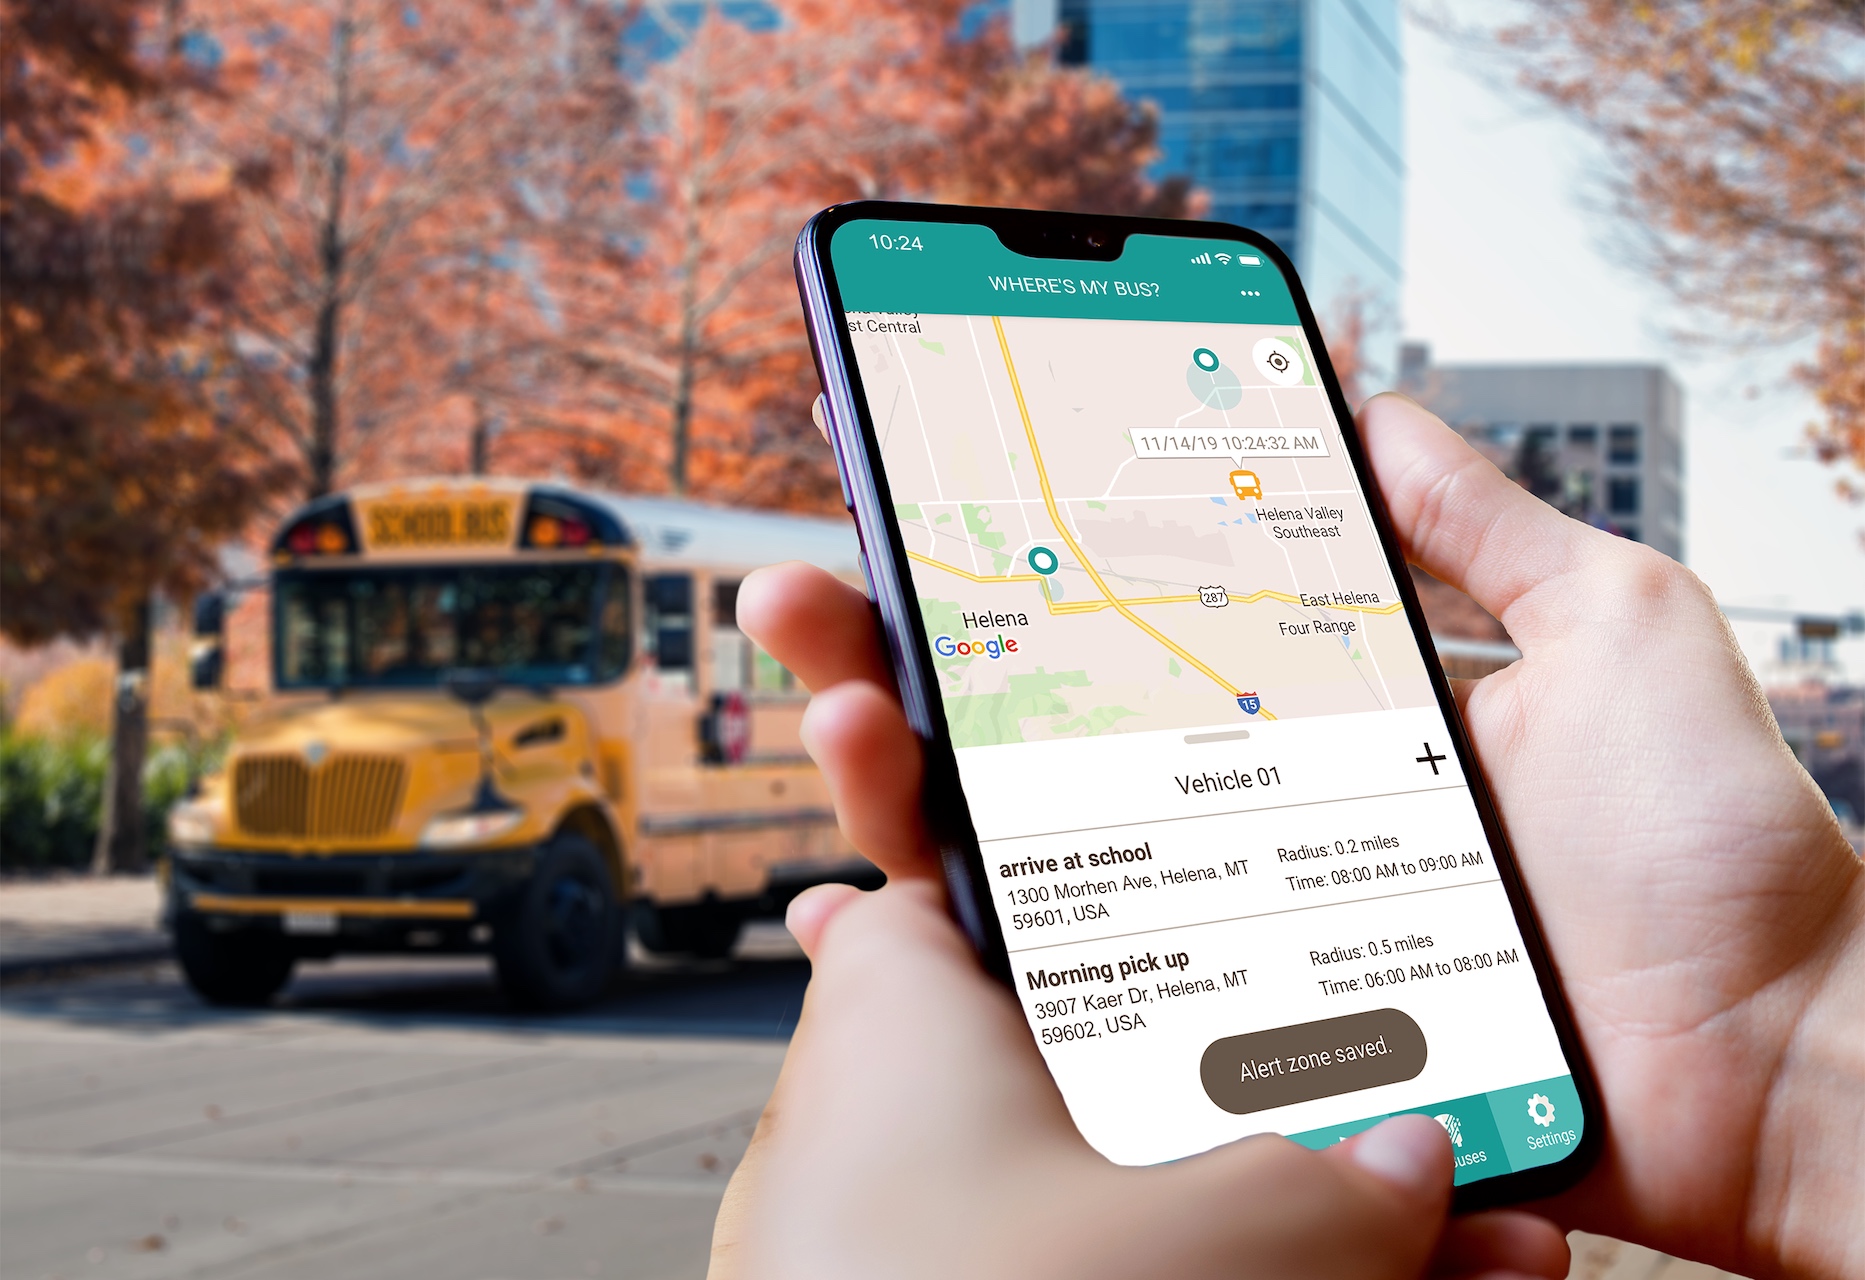 SCHOOL BUS
10:24
WHERE'S MY BUS?
st Central
11/14/19 10:24:32 AM
Helena Valley
Southeast
287
East Helena
Helena
Four Range
Google
15
Vehicle 01
arrive at school
1300 Morhen Ave, Helena, MT
59601, USA
Radius: 0.2 miles
Time: 08:00 AM to 09:00 AM
Morning pick up
3907 Kaer Dr, Helena, MT
59602, USA
Radius: 0.5 miles
Time: 06:00 AM to 08:00 AM
Alert zone saved.
uses
Settings